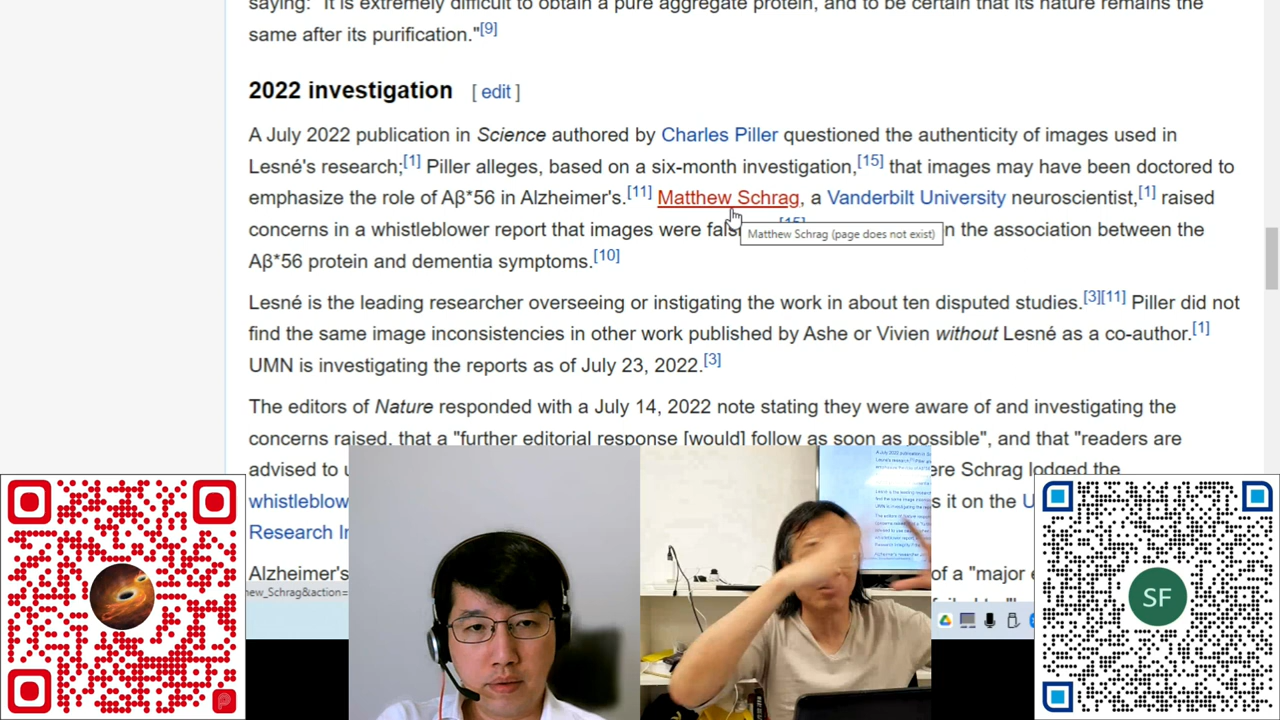 saying: "It is extremely difficult to obtain a pure aggregate protein, and to be certain that its nature remains the
same after its purification."[9]
2022 investigation [ edit ]
A July 2022 publication in Science authored by Charles Piller questioned the authenticity of images used in
Lesné's research;[1] Piller alleges, based on a six-month investigation,[15] that images may have been doctored to
emphasize the role of Aβ*56 in Alzheimer's.[11] Matthew Schrag, a Vanderbilt University neuroscientist,[1] raised
concerns in a whistleblower report that images were n the association between the
Matthew Schrag (page does not exist)
Aβ*56 protein and dementia symptoms.[10]
Lesné is the leading researcher overseeing or instigating the work in about ten disputed studies.[3][11] Piller did not
find the same image inconsistencies in other work published by Ashe or Vivien without Lesné as a co-author.[1]
UMN is investigating the reports as of July 23, 2022.[3]
The editors of Nature responded with a July 14, 2022 note stating they were aware of and investigating the
concerns raised, that a "further editorial response [would] follow as soon as possible", and that "readers are
advised to ere Schrag lodged the
whistleblow s it on the U
Research In
Alzheimer's of a "major
new_Schrag&action=
SF